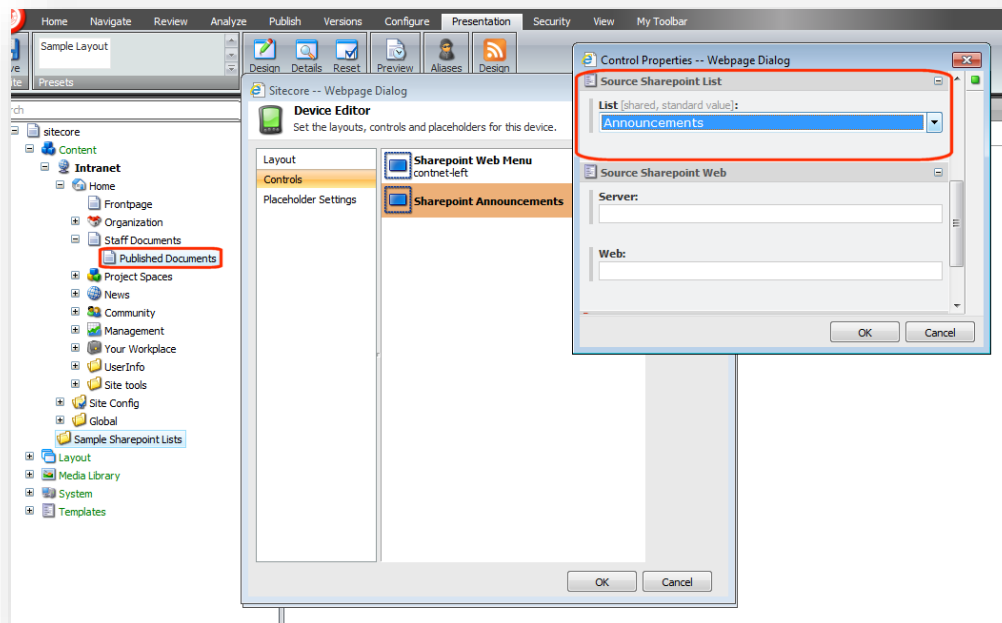 Home Navigate Review Analyze Publish Versions Configure Presentation Security View My Toolbar
Sample Layout
Design Details Reset Preview Aliases Design
Presets
sitecore
Content
Intranet
Home
Frontpage
Organization
Staff Documents
Published Documents
Project Spaces
News
Community
Management
Your Workplace
UserInfo
Site tools
Site Config
Global
Sample Sharepoint Lists
Layout
Media Library
System
Templates
Sitecore -- Webpage Dialog
Device Editor
Set the layouts, controls and placeholders for this device.
Layout
Controls
Placeholder Settings
Sharepoint Web Menu
contnet-left
Sharepoint Announcements
OK Cancel
Control Properties -- Webpage Dialog
Source Sharepoint List
List [shared, standard value]:
Announcements
Source Sharepoint Web
Server:
Web:
OK Cancel